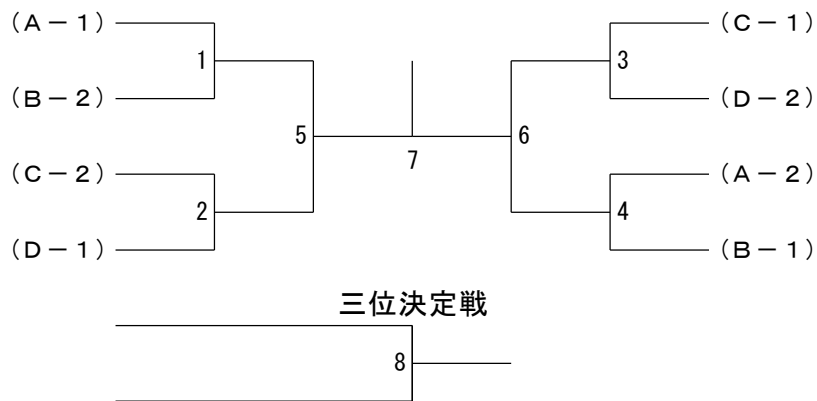 （Ａ－１）
（Ｃ－１）
1
3
（Ｂ－２）
（Ｄ－２）
5
6
7
（Ｃ－２）
（Ａ－２）
2
4
（Ｄ－１）
（Ｂ－１）
三位決定戦
8